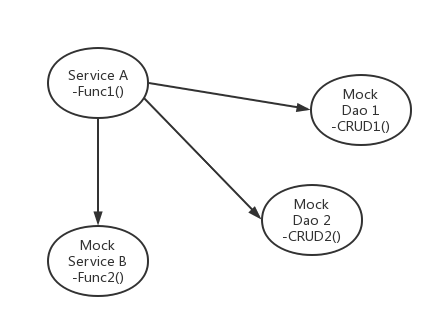 Service A
-Func1()
Mock
Dao 1
-CRUD1()
Mock
Dao 2
-CRUD2()
Mock
Service B
-Func2()